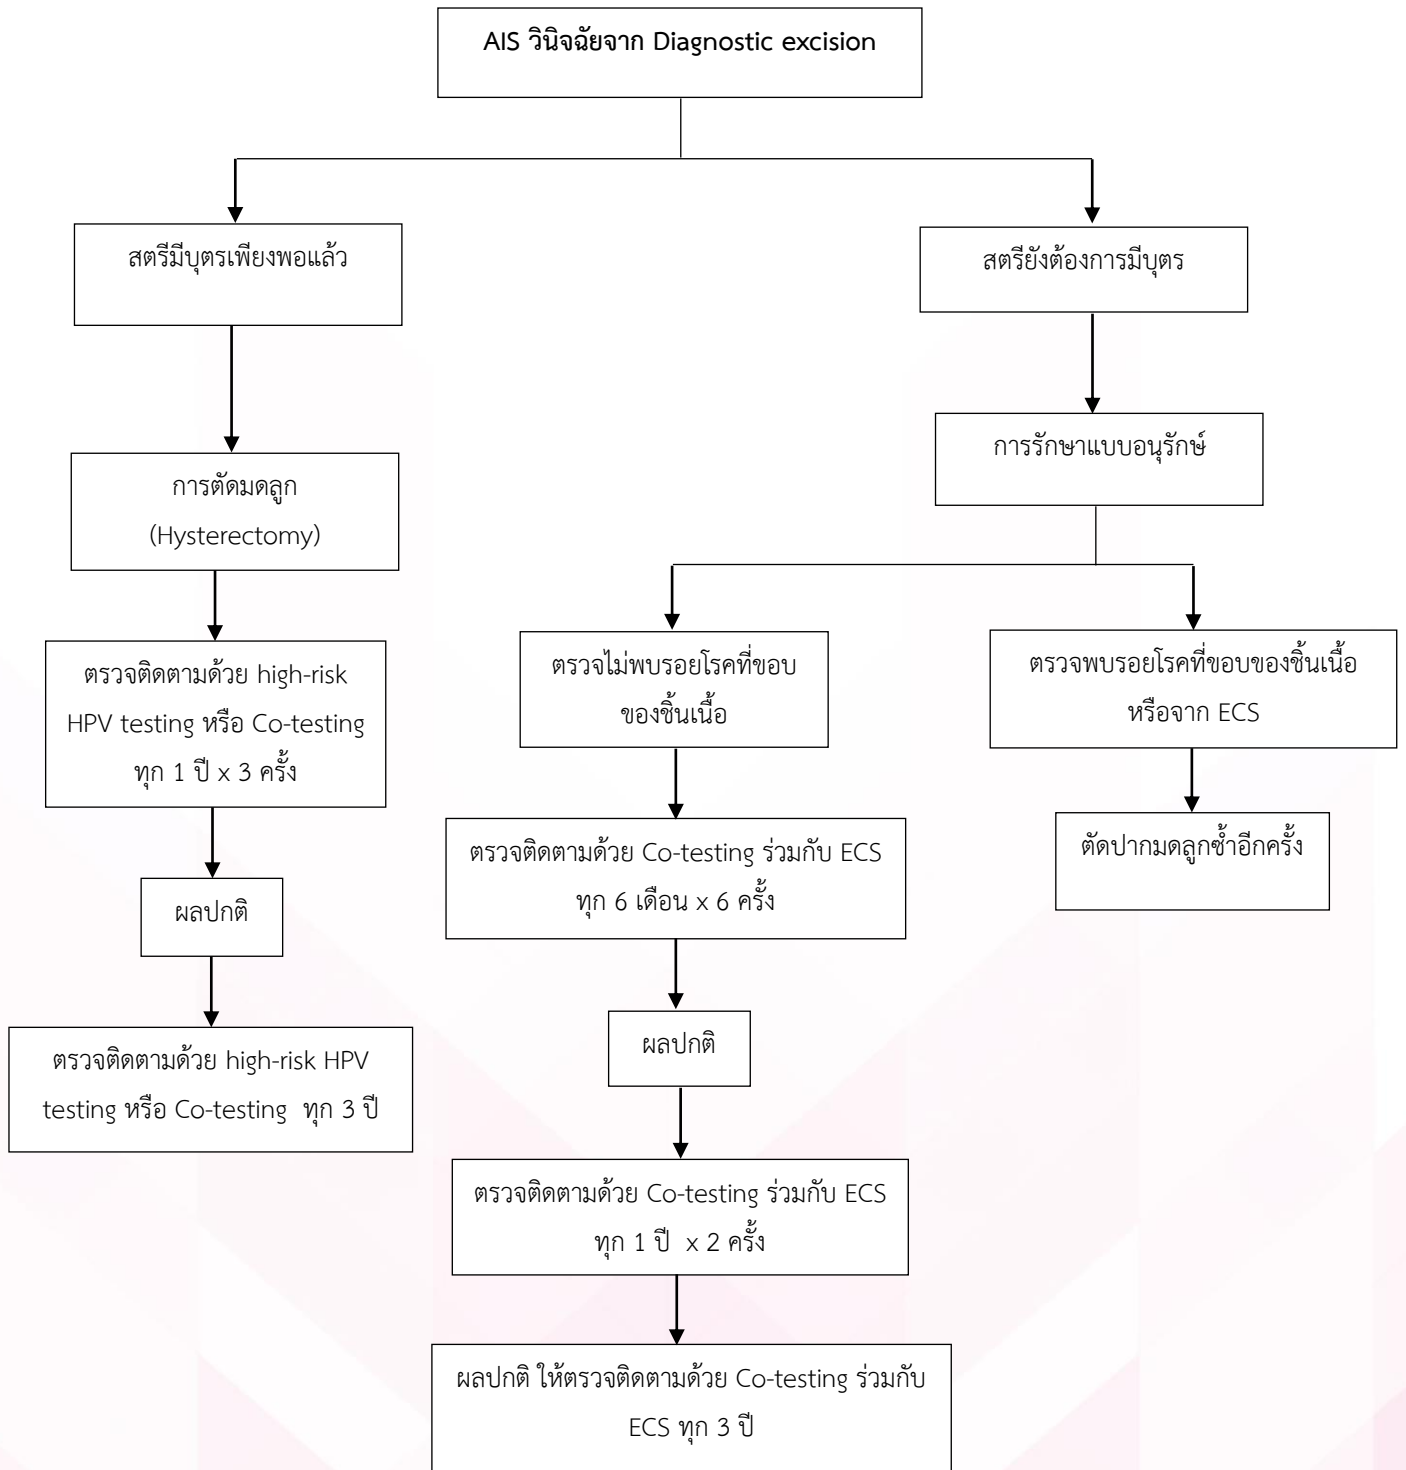 AIS วินิจฉัยจาก Diagnostic excision
สตรีมีบุตรเพียงพอแล้ว
สตรียังต้องการมีบุตร
การตัดมดลูก
(Hysterectomy)
การรักษาแบบอนุรักษ์
ตรวจติดตามด้วย high-risk
HPV testing หรือ Co-testing
ทุก 1 ปี x 3 ครั้ง
ตรวจไม่พบรอยโรคที่ขอบ
ของชิ้นเนื้อ
ตรวจพบรอยโรคที่ขอบของชิ้นเนื้อ
หรือจาก ECS
ผลปกติ
ตรวจติดตามด้วย Co-testing ร่วมกับ ECS
ทุก 6 เดือน x 6 ครั้ง
ตัดปากมดลูกซ้ำอีกครั้ง
ตรวจติดตามด้วย high-risk HPV
testing หรือ Co-testing ทุก 3 ปี
ผลปกติ
ตรวจติดตามด้วย Co-testing ร่วมกับ ECS
ทุก 1 ปี x 2 ครั้ง
ผลปกติ ให้ตรวจติดตามด้วย Co-testing ร่วมกับ
ECS ทุก 3 ปี